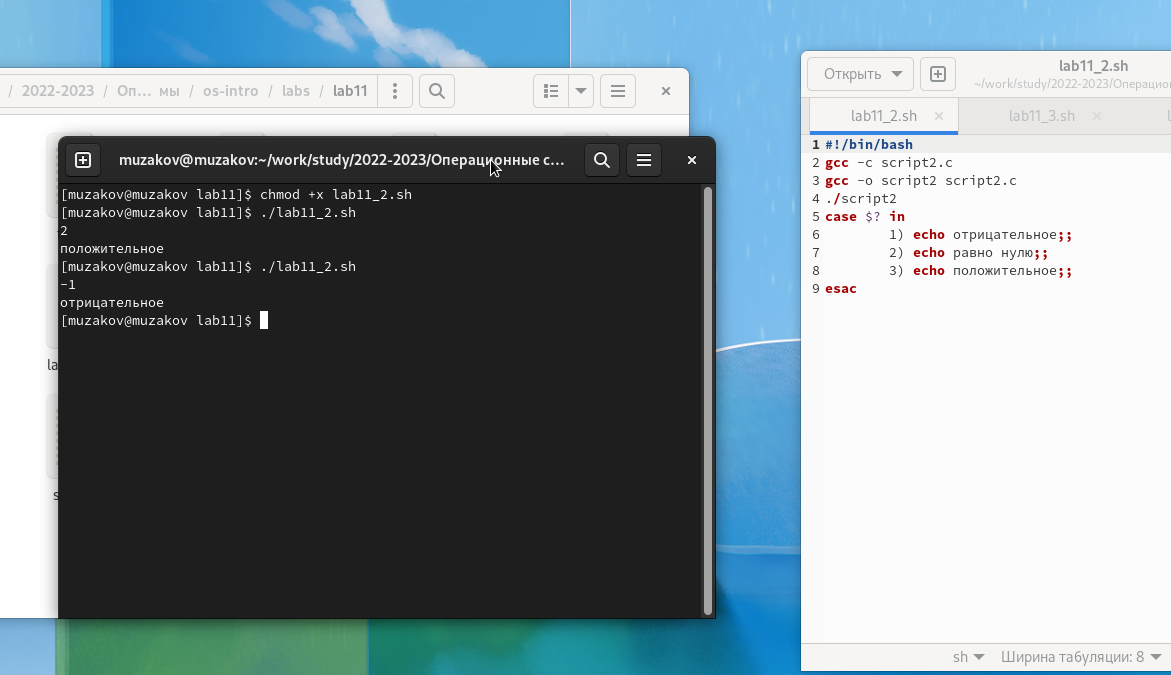 / 2022-2023 / Оп... мы / os-intro / labs / lab11
muzakov@muzakov:~/work/study/2022-2023/Операционные с...
[muzakov@muzakov lab11]$ chmod +x lab11_2.sh
[muzakov@muzakov lab11]$ ./lab11_2.sh
2
положительное
[muzakov@muzakov lab11]$ ./lab11_2.sh
-1
отрицательное
[muzakov@muzakov lab11]$
la
s
Открыть
lab11_2.sh
~/work/study/2022-2023/Операцион
lab11_2.sh
lab11_3.sh
1 #!/bin/bash
2 gcc -c script2.c
3 gcc -o script2 script2.c
4 ./script2
5 case $? in
6 1) echo отрицательное;;
7 2) echo равно нулю;;
8 3) echo положительное;;
9 esac
sh Ширина табуляции: 8